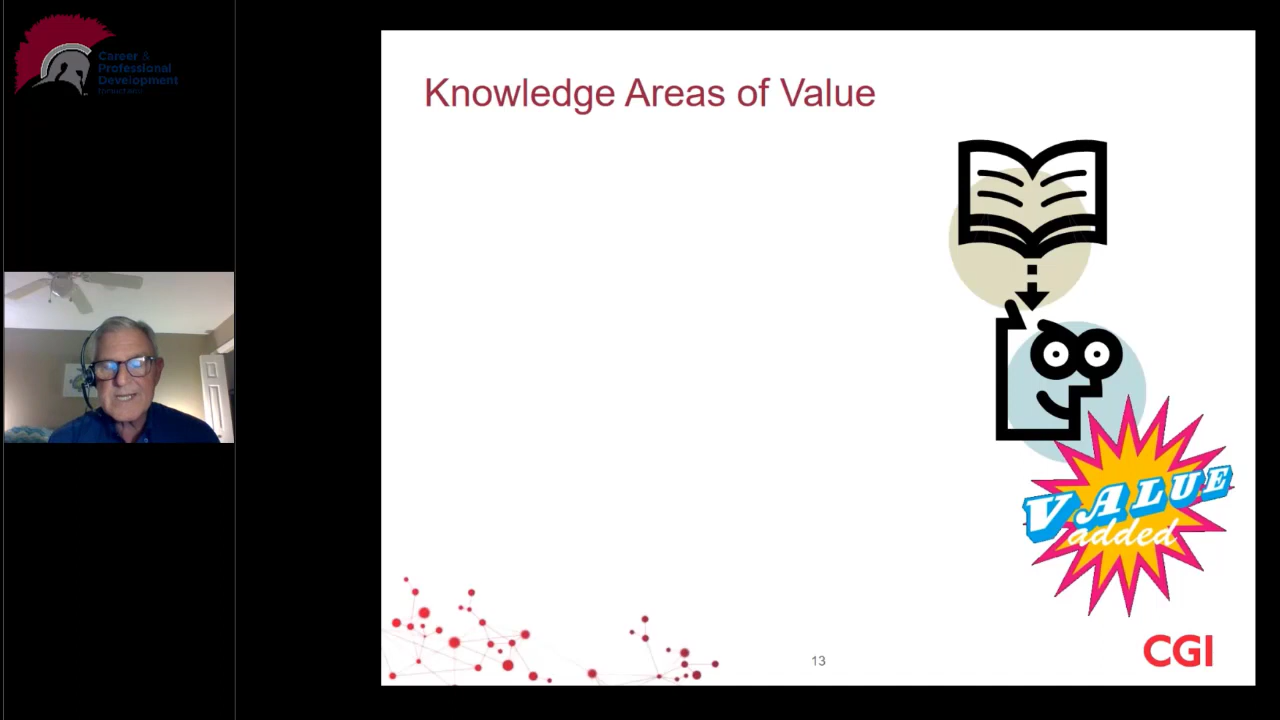 Career &
Professional
Development
Knowledge Areas of Value
VALUE
added
13
CGI